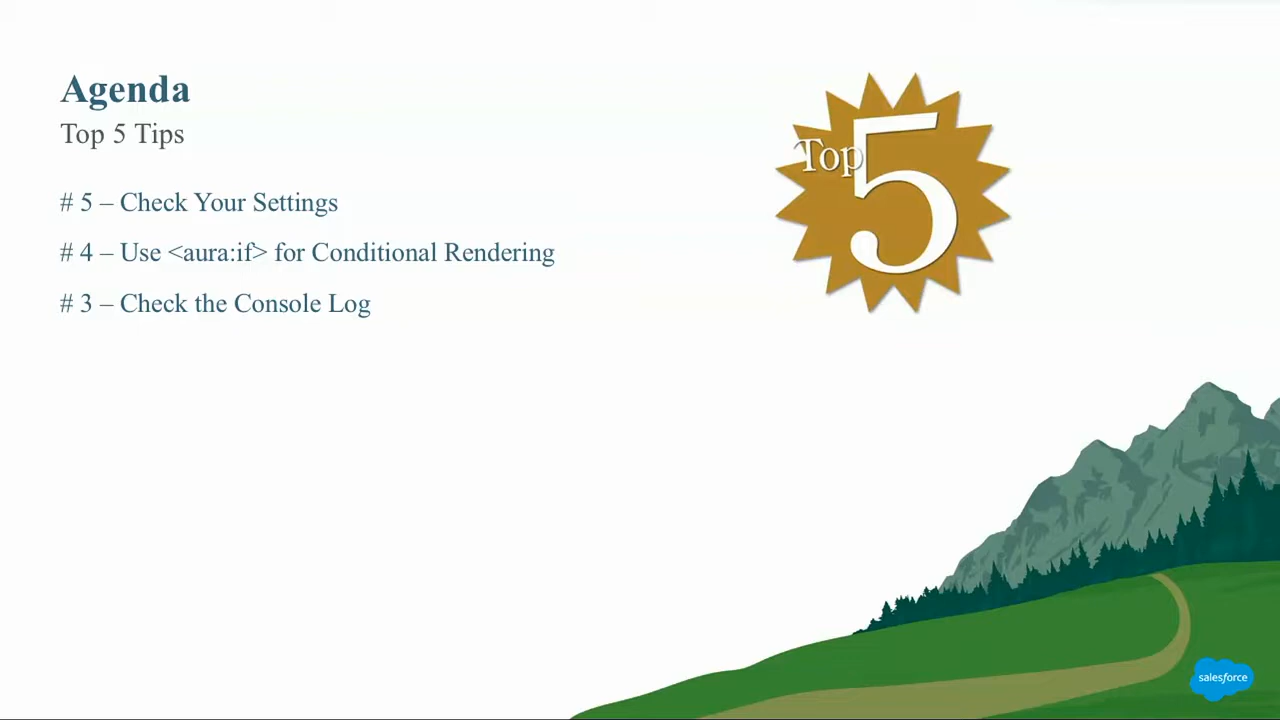 Agenda
Top 5 Tips
# 5 – Check Your Settings
# 4 – Use <aura:if> for Conditional Rendering
# 3 – Check the Console Log
Top 5
salesforce